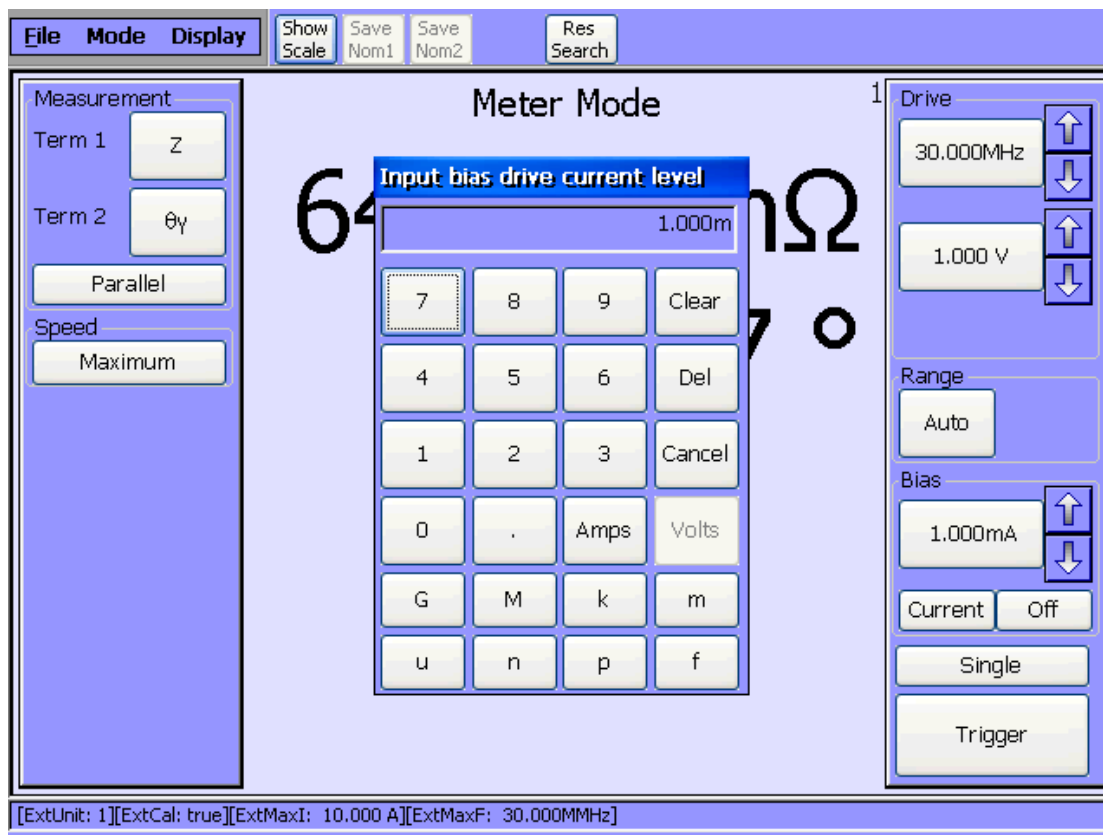 File Mode Display
Show Scale
Save Nom1
Save Nom2
Res Search
Measurement
Term 1
Z
Term 2
θγ
Parallel
Speed
Maximum
Meter Mode
1
Input bias drive current level
1.000m
7 8 9 Clear
4 5 6 Del
1 2 3 Cancel
0 . Amps Volts
G M k m
u n p f
Ω
7 °
Drive
30.000MHz
1.000 V
Range
Auto
Bias
1.000mA
Current Off
Single
Trigger
[ExtUnit: 1][ExtCal: true][ExtMaxI: 10.000 A][ExtMaxF: 30.000MMHz]